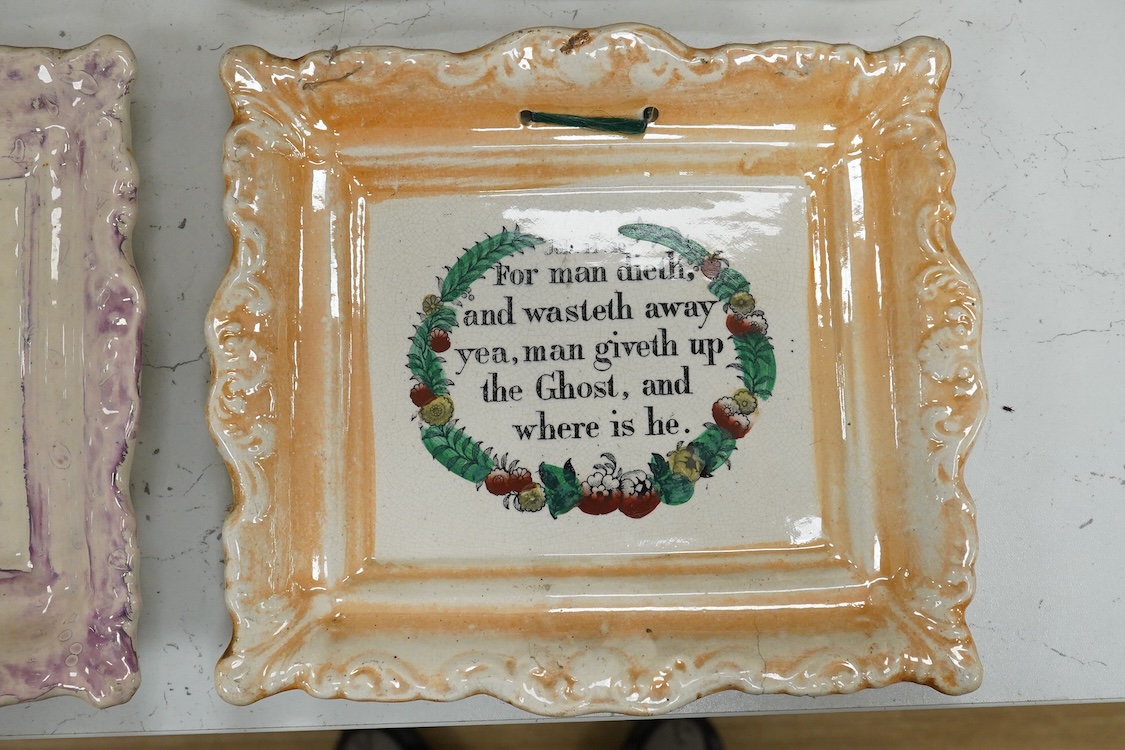 For man dieth,
and wasteth away
yea, man giveth up
the Ghost, and
where is he.